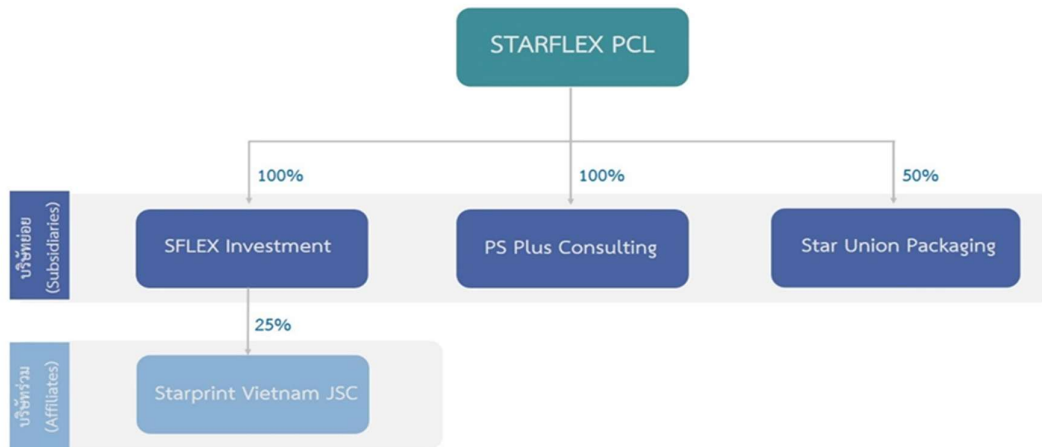 STARFLEX PCL
100%
100%
50%
บริษัทย่อย
(Subsidiaries)
SFLEX Investment
PS Plus Consulting
Star Union Packaging
25%
บริษัทร่วม
(Affiliates)
Starprint Vietnam JSC